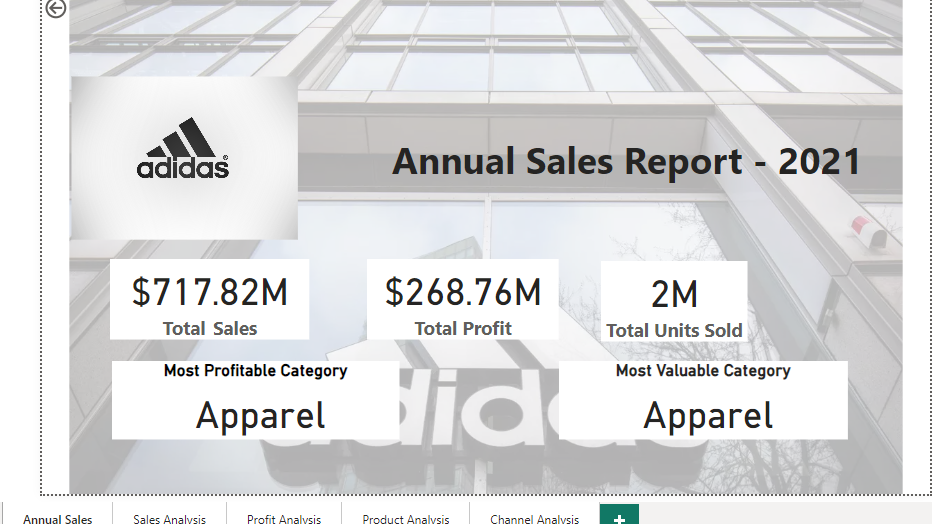 adidas®
Annual Sales Report - 2021
$717.82M
Total Sales
$268.76M
Total Profit
2M
Total Units Sold
Most Profitable Category
Apparel
Most Valuable Category
Apparel
adidas
Annual Sales
Sales Analysis
Profit Analysis
Product Analysis
Channel Analysis
+